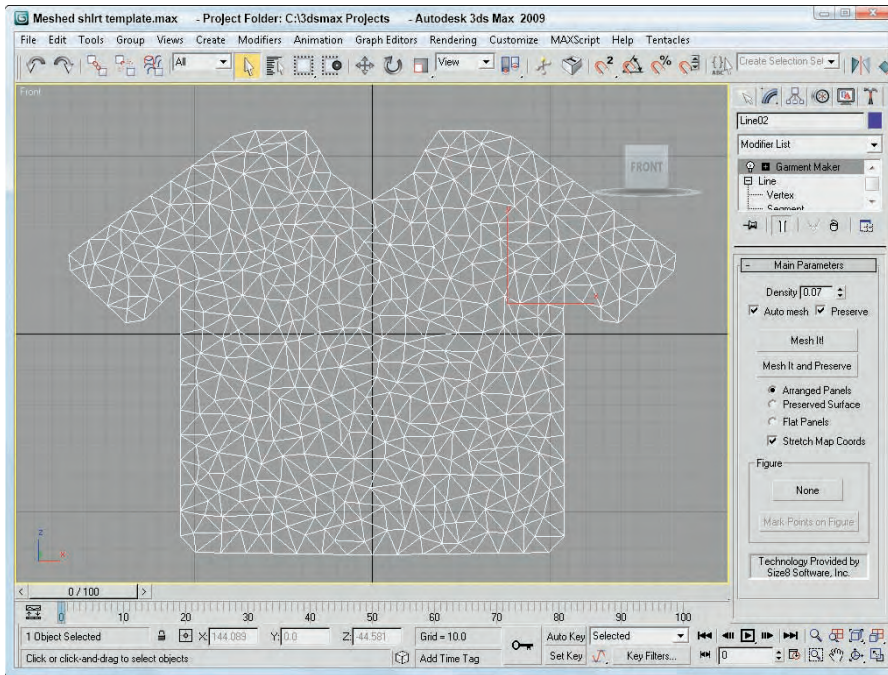 Meshed shirt template.max - Project Folder: C:\3dsmax Projects - Autodesk 3ds Max 2009
File Edit Tools Group Views Create Modifiers Animation Graph Editors Rendering Customize MAXScript Help Tentacles
All
View
2
Create Selection Set
Front
FRONT
Line02
Modifier List
Garment Maker
Line
Vertex
Segment
- Main Parameters
Density 0.07
Auto mesh Preserve
Mesh It!
Mesh It and Preserve
Arranged Panels
Preserved Surface
Flat Panels
Stretch Map Coords
Figure
None
Mark Points on Figure
Technology Provided by
Size8 Software, Inc.
y
x
z
x
< 0 / 100 >
0 10 20 30 40 50 60 70 80 90 100
1 Object Selected X: 144.089 Y: 0.0 Z: -44.581 Grid = 10.0 Auto Key Selected
Click or click-and-drag to select objects Add Time Tag Set Key Key Filters... 0